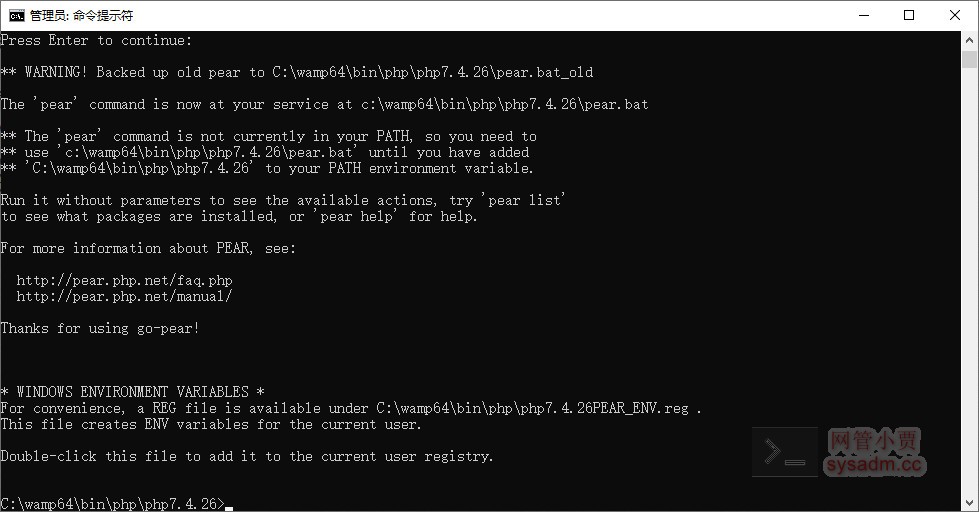 管理员: 命令提示符
Press Enter to continue:
** WARNING! Backed up old pear to C:\wamp64\bin\php\php7.4.26\pear.bat_old
The 'pear' command is now at your service at c:\wamp64\bin\php\php7.4.26\pear.bat
** The 'pear' command is not currently in your PATH, so you need to
** use 'c:\wamp64\bin\php\php7.4.26\pear.bat' until you have added
** 'C:\wamp64\bin\php\php7.4.26' to your PATH environment variable.
Run it without parameters to see the available actions, try 'pear list'
to see what packages are installed, or 'pear help' for help.
For more information about PEAR, see:
http://pear.php.net/faq.php
http://pear.php.net/manual/
Thanks for using go-pear!
* WINDOWS ENVIRONMENT VARIABLES *
For convenience, a REG file is available under C:\wamp64\bin\php\php7.4.26PEAR_ENV.reg .
This file creates ENV variables for the current user.
Double-click this file to add it to the current user registry.
C:\wamp64\bin\php\php7.4.26>
网管小贾
sysadm.cc